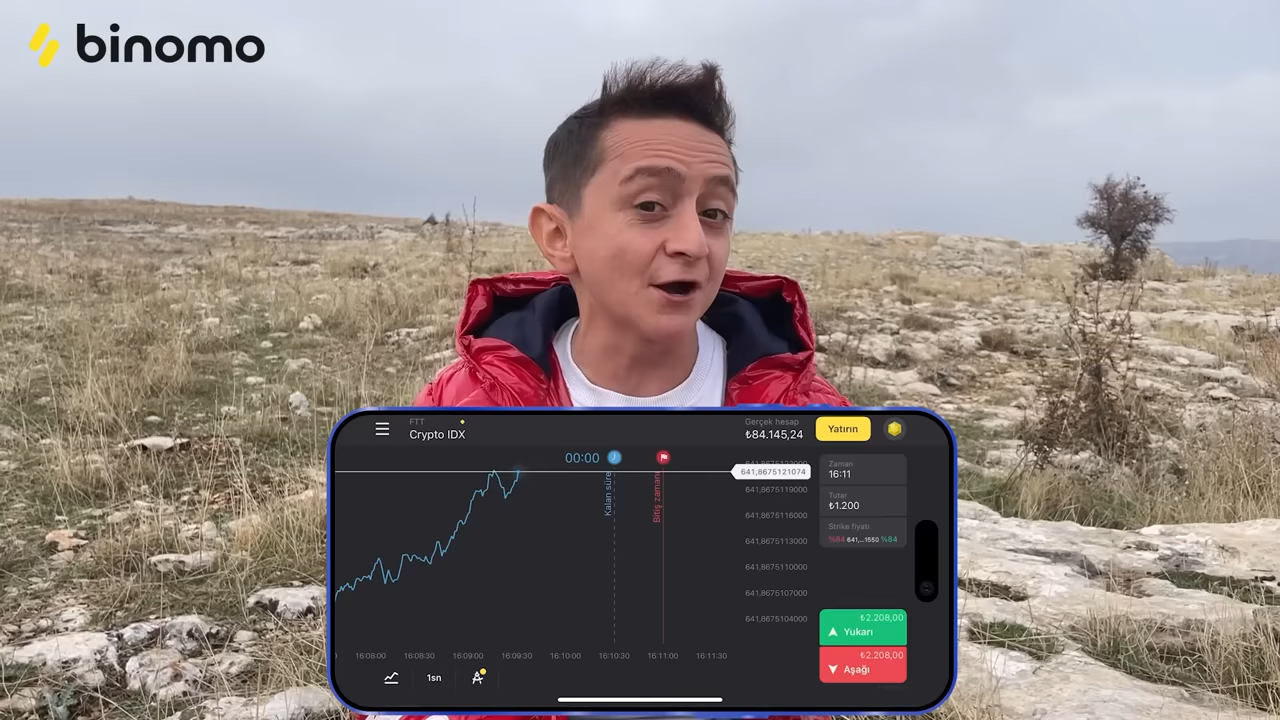 binomo
FTT
Crypto IDX
Gerçek hesap
₺84.145,24
Yatırın
00:00
Kalan süre
Bitiş zamanı
641,8675121074
641,8675119000
641,8675116000
641,8675113000
641,8675110000
641,8675107000
641,8675104000
Zaman
16:11
Tutar
₺1.200
Strike fiyatı
%84 641,...1550 %84
₺2.208,00
Yukarı
₺2.208,00
Aşağı
16:08:00
16:08:30
16:09:00
16:09:30
16:10:00
16:10:30
16:11:00
16:11:30
1sn